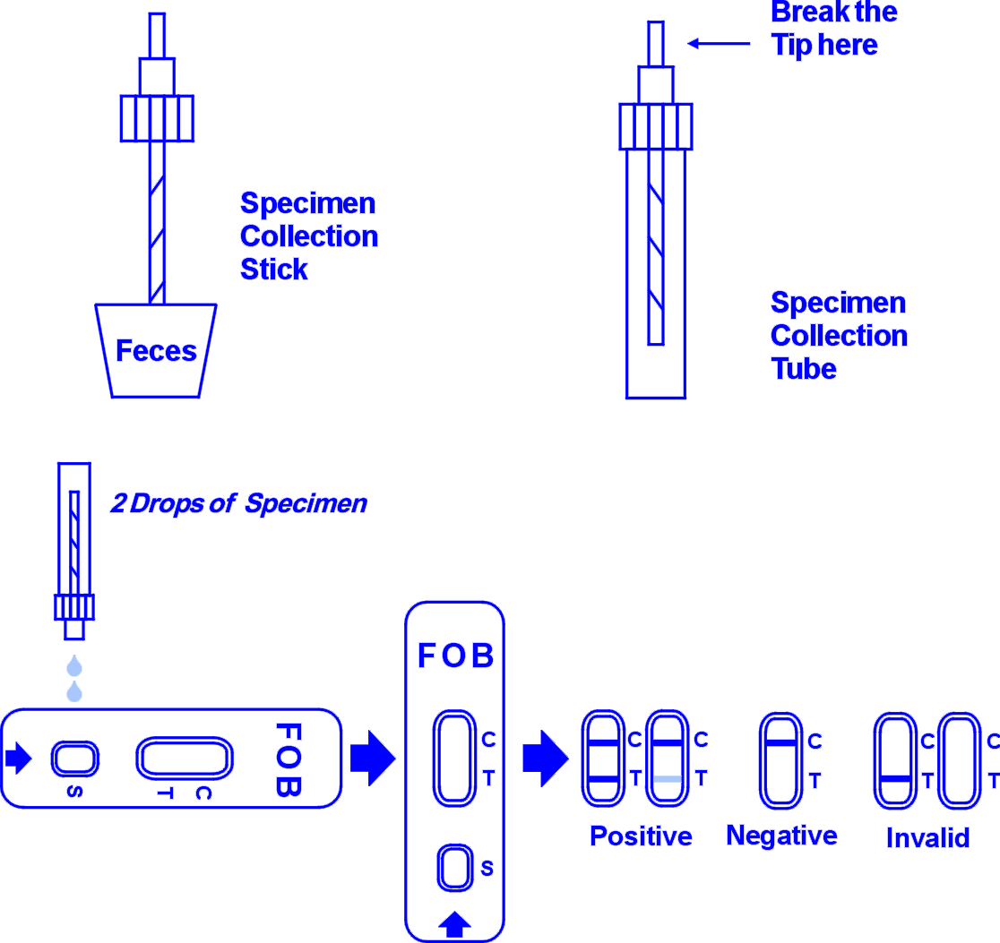 Break the
Tip here
Specimen
Collection
Stick
Feces
Specimen
Collection
Tube
2 Drops of Specimen
S
T
C
FOB
FOB
C
T
S
C
T
C
T
Positive
C
T
Negative
C
T
C
T
Invalid